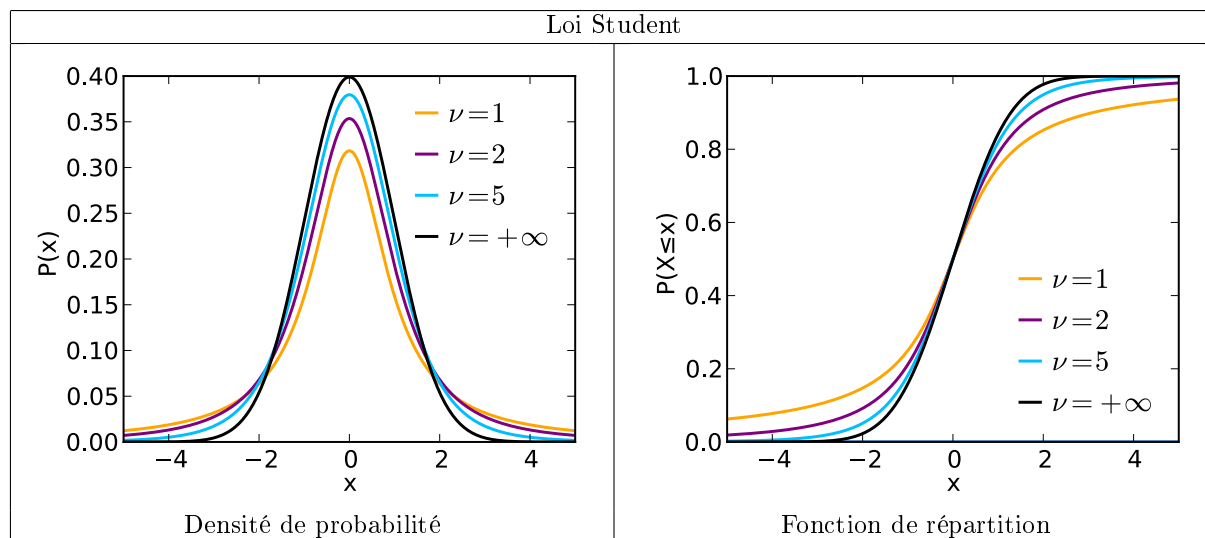 Loi Student
0.40
0.35
0.30
0.25
0.20
0.15
0.10
0.05
0.00
P(x)
−4
−2
0
2
4
x
ν=1
ν=2
ν=5
ν=+∞
Densité de probabilité
1.0
0.8
0.6
0.4
0.2
0.0
P(X≤x)
−4
−2
0
2
4
x
ν=1
ν=2
ν=5
ν=+∞
Fonction de répartition